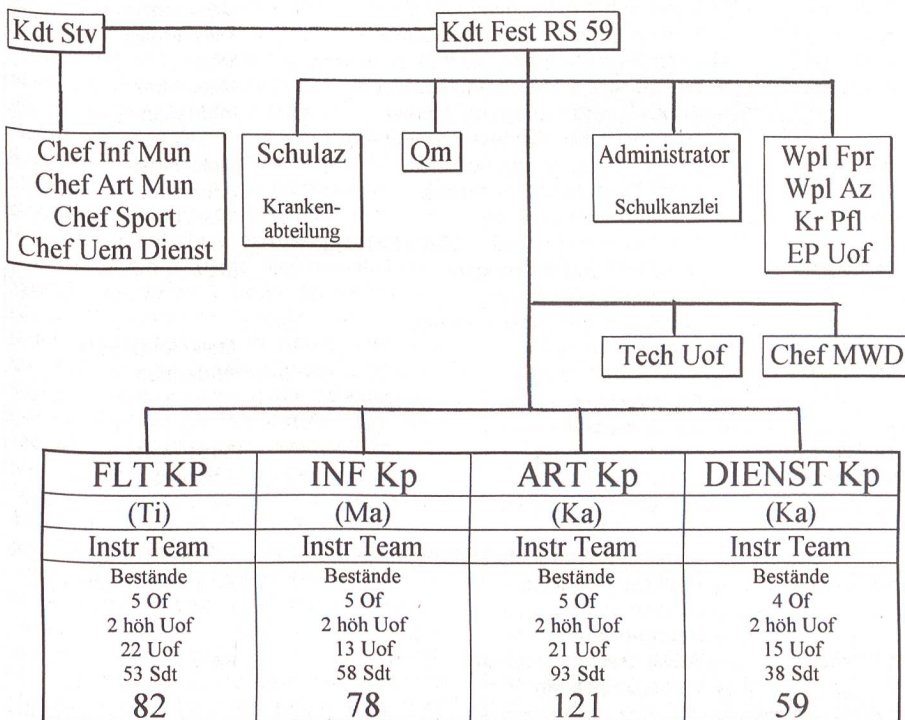 Kdt Stv
Kdt Fest RS 59
Chef Inf Mun
Chef Art Mun
Chef Sport
Chef Uem Dienst
Schulaz
Kranken-
abteilung
Qm
Administrator
Schulkanzlei
Wpl Fpr
Wpl Az
Kr Pfl
EP Uof
Tech Uof
Chef MWD
FLT KP
INF Kp
ART Kp
DIENST Kp
(Ti)
(Ma)
(Ka)
(Ka)
Instr Team
Instr Team
Instr Team
Instr Team
Bestände
5 Of
2 höh Uof
22 Uof
53 Sdt
82
Bestände
5 Of
2 höh Uof
13 Uof
58 Sdt
78
Bestände
5 Of
2 höh Uof
21 Uof
93 Sdt
121
Bestände
4 Of
2 höh Uof
15 Uof
38 Sdt
59